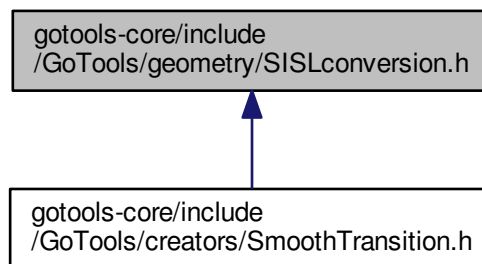 gotools-core/include
/GoTools/geometry/SISLconversion.h
gotools-core/include
/GoTools/creators/SmoothTransition.h